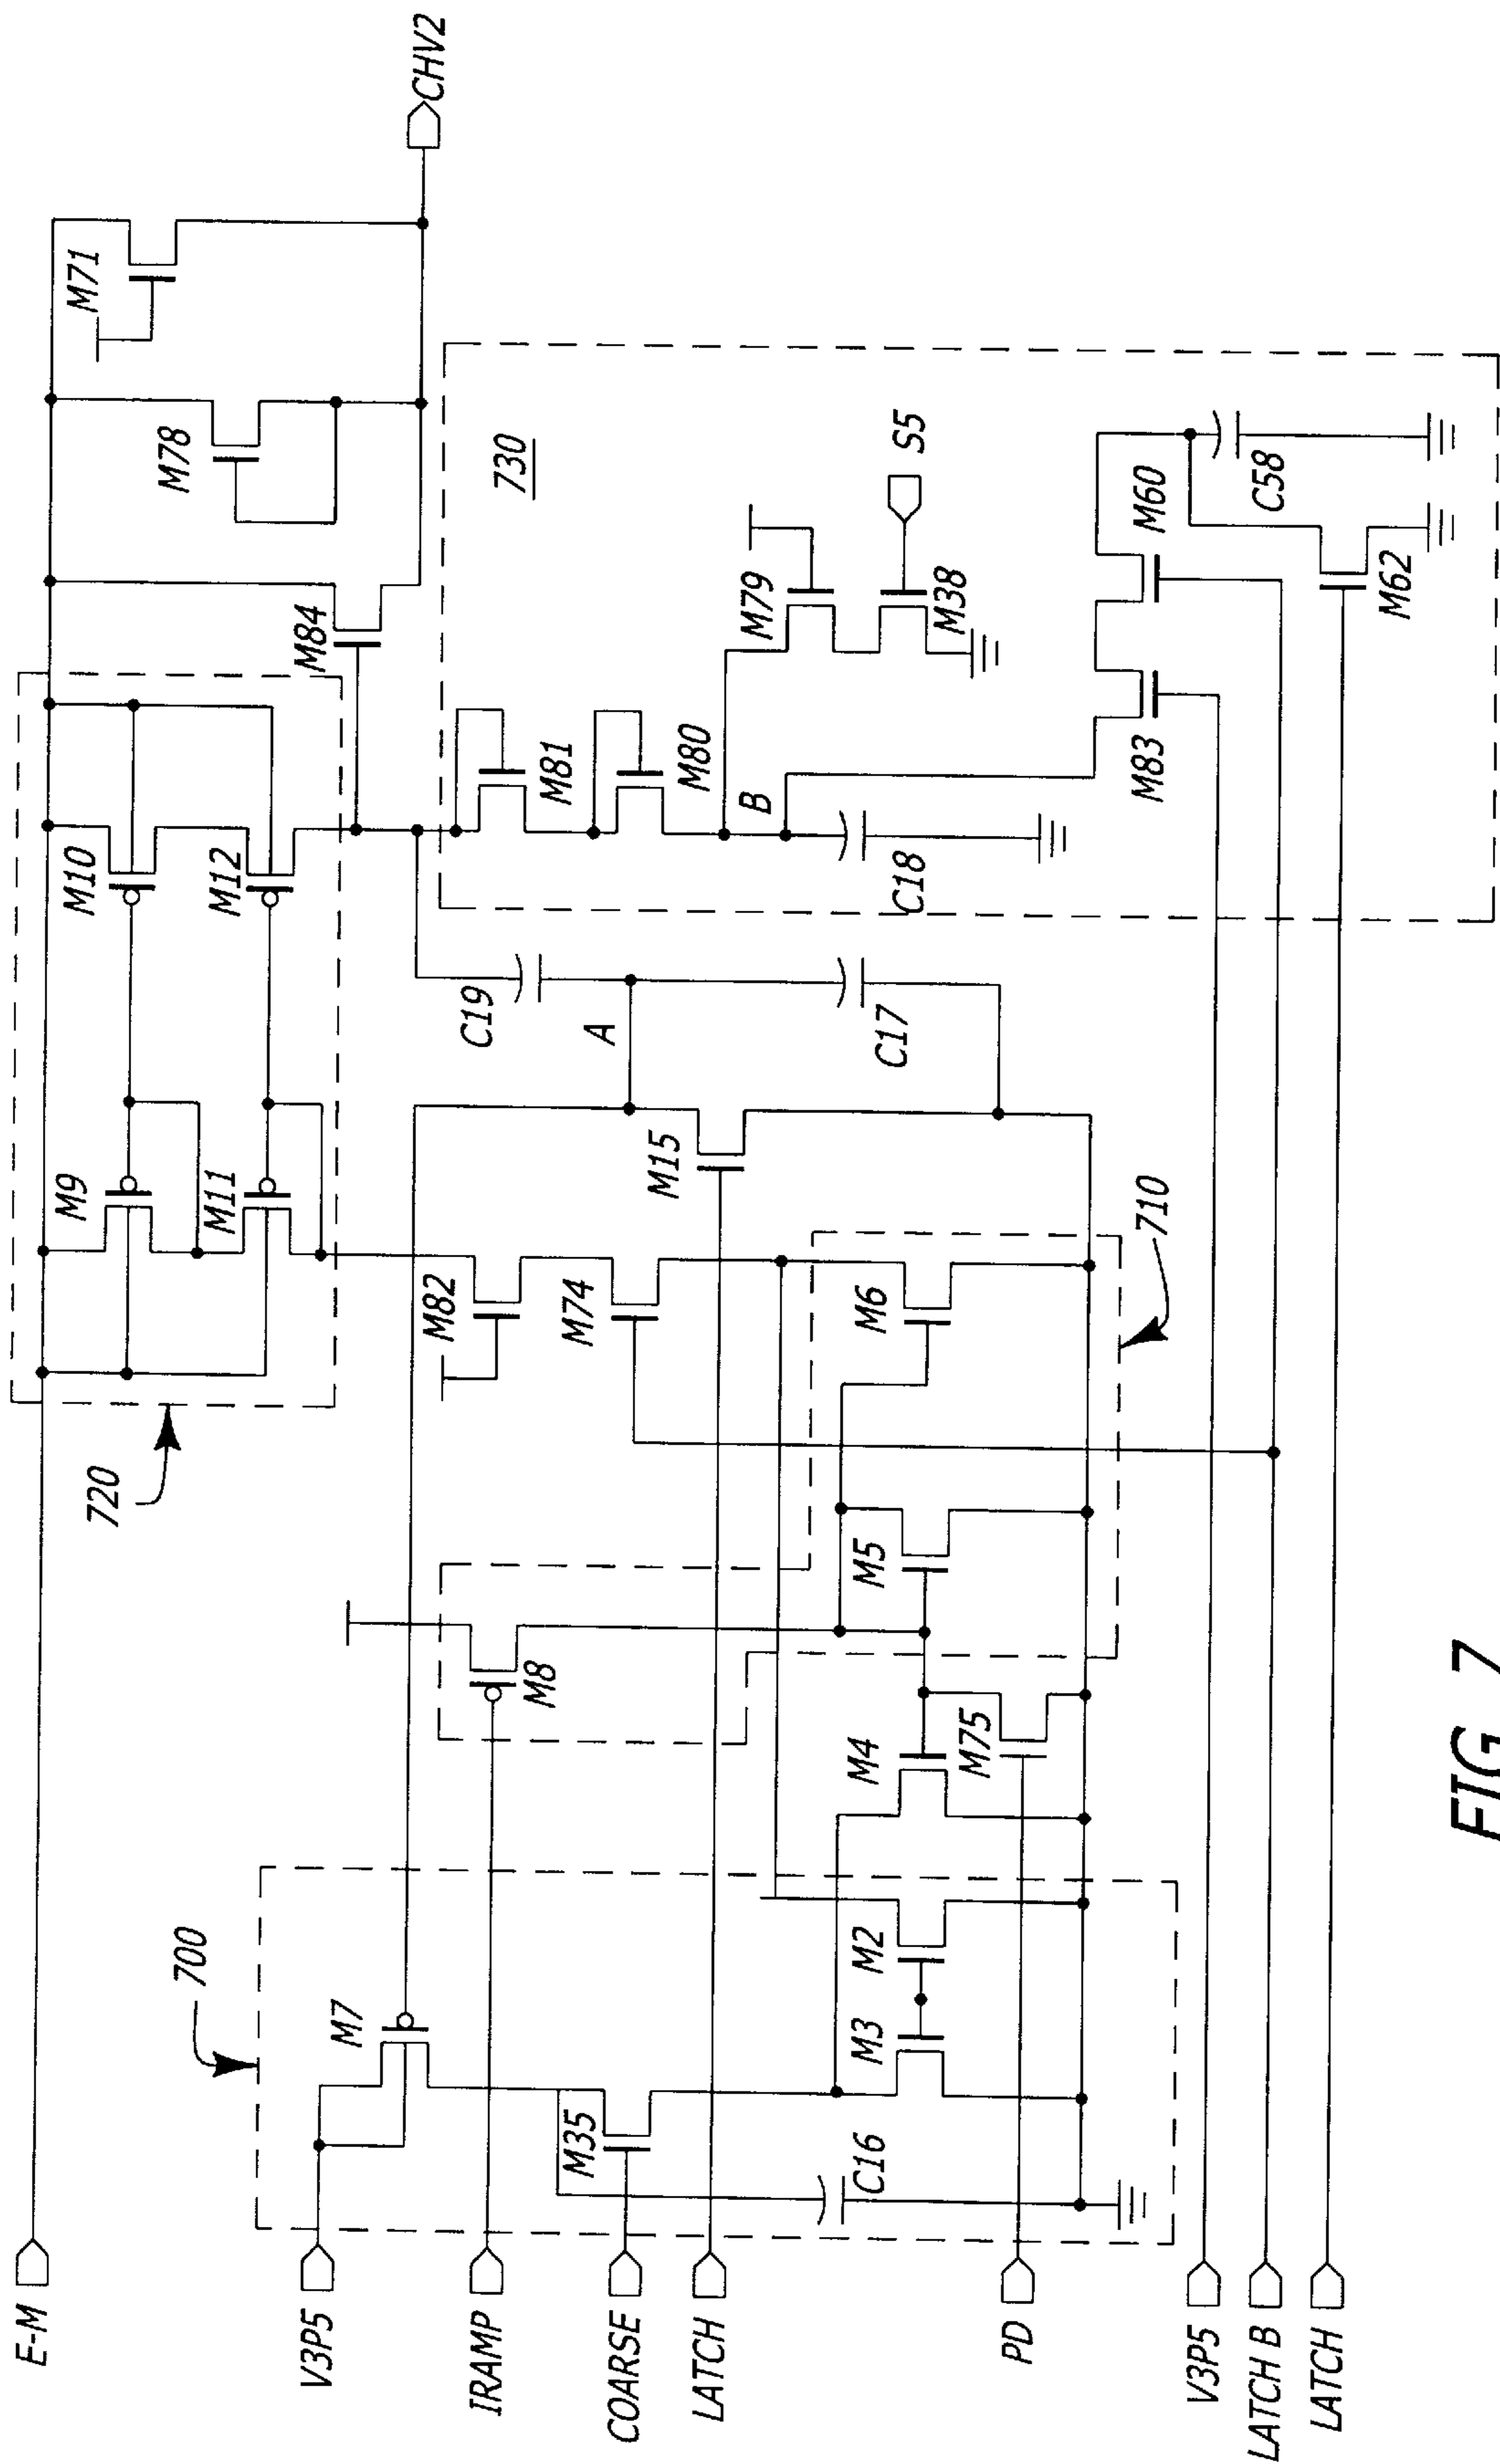 E-M
V3P5
IRAMP
COARSE
LATCH
PD
V3P5
LATCH B
LATCH
700
M7
M35
C16
M3
M2
M4
M75
M8
M5
M6
710
720
M9
M11
M10
M12
M82
M74
M15
A
C19
C17
M84
M78
M71
CHV2
730
M81
M80
B
C18
M79
M38
S5
M83
M60
C58
M62
FIG. 7